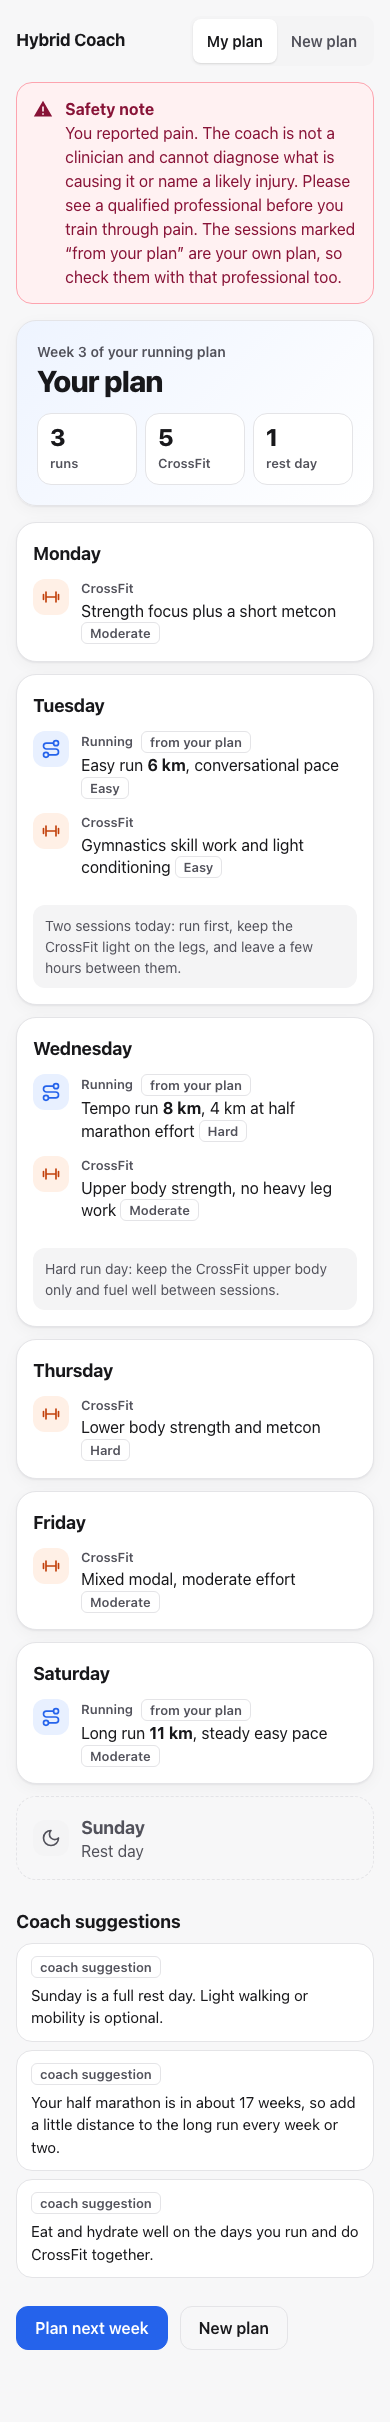 Hybrid Coach
My plan
New plan
Safety note
You reported pain. The coach is not a
clinician and cannot diagnose what is
causing it or name a likely injury. Please
see a qualified professional before you
train through pain. The sessions marked
“from your plan” are your own plan, so
check them with that professional too.
Week 3 of your running plan
Your plan
3
runs
5
CrossFit
1
rest day
Monday
CrossFit
Strength focus plus a short metcon
Moderate
Tuesday
Running from your plan
Easy run 6 km, conversational pace
Easy
CrossFit
Gymnastics skill work and light
conditioning Easy
Two sessions today: run first, keep the
CrossFit light on the legs, and leave a few
hours between them.
Wednesday
Running from your plan
Tempo run 8 km, 4 km at half
marathon effort Hard
CrossFit
Upper body strength, no heavy leg
work Moderate
Hard run day: keep the CrossFit upper body
only and fuel well between sessions.
Thursday
CrossFit
Lower body strength and metcon
Hard
Friday
CrossFit
Mixed modal, moderate effort
Moderate
Saturday
Running from your plan
Long run 11 km, steady easy pace
Moderate
Sunday
Rest day
Coach suggestions
coach suggestion
Sunday is a full rest day. Light walking or
mobility is optional.
coach suggestion
Your half marathon is in about 17 weeks, so add
a little distance to the long run every week or
two.
coach suggestion
Eat and hydrate well on the days you run and do
CrossFit together.
Plan next week
New plan